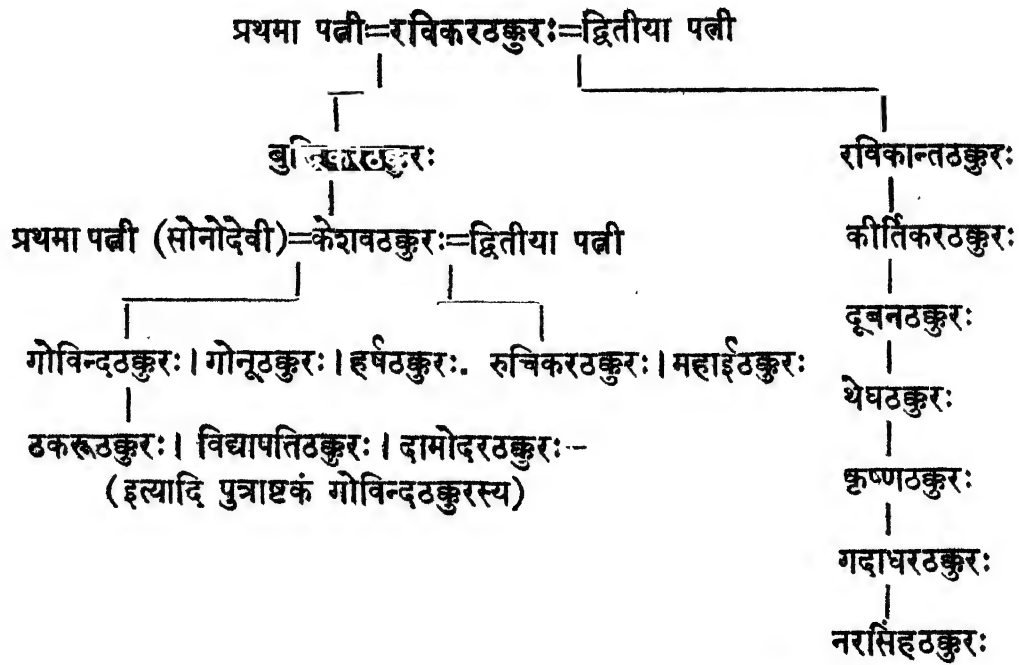 प्रथमा पत्नी=रविकरठक्कुरः=द्वितीया पत्नी
बुद्धिकरठक्कुरः
रविकान्तठक्कुरः
प्रथमा पत्नी (सोनोदेवी)=केशवठक्कुरः=द्वितीया पत्नी
कीर्तिकरठक्कुरः
दूबनठक्कुरः
गोविन्दठक्कुरः। गोनूठक्कुरः। हर्षठक्कुरः. रुचिकरठक्कुरः। महाईठक्कुरः
थेघठक्कुरः
ठकरूठक्कुरः। विद्यापतिठक्कुरः। दामोदरठक्कुरः--
(इत्यादि पुत्राष्टकं गोविन्दठक्कुरस्य)
कृष्णठक्कुरः
गदाधरठक्कुरः
नरसिंहठक्कुरः